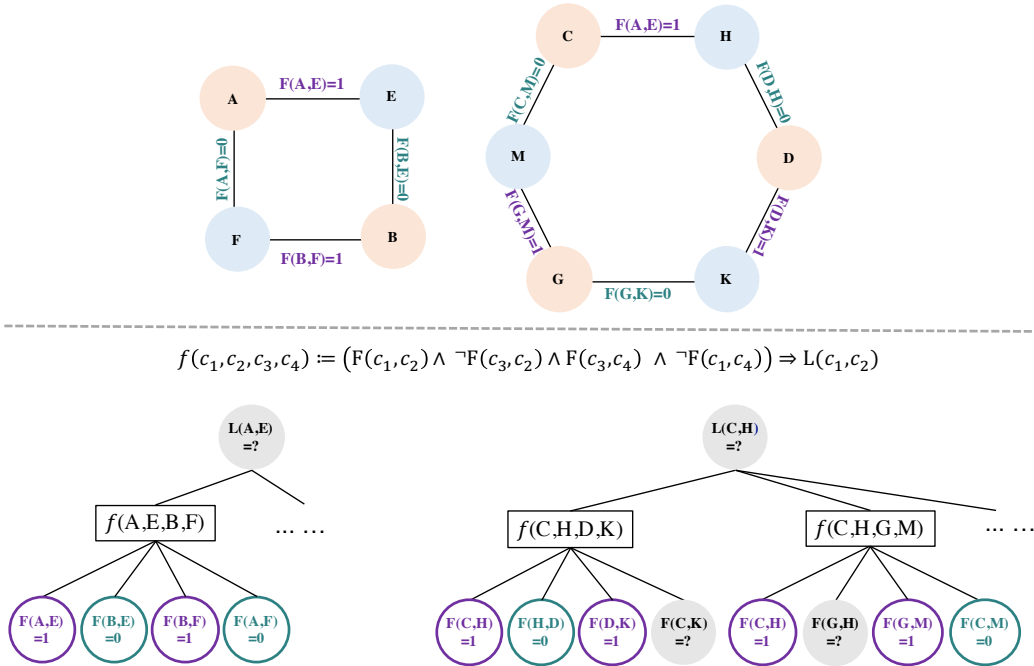 C
F(A,E)=1
H
A
F(A,E)=1
E
F(C,M)=0
F(D,H)=0
F(A,F)=0
F(B,E)=0
M
D
F
F(B,F)=1
B
F(G,M)=1
F(D,K)=1
G
F(G,K)=0
K
f(c₁,c₂,c₃,c₄) ≔ (F(c₁,c₂) ∧ ¬F(c₃,c₂) ∧ F(c₃,c₄) ∧ ¬F(c₁,c₄)) ⇒ L(c₁,c₂)
L(A,E)
=?
L(C,H)
=?
f(A,E,B,F)
... ...
f(C,H,D,K)
f(C,H,G,M)
... ...
F(A,E)
=1
F(B,E)
=0
F(B,F)
=1
F(A,F)
=0
F(C,H)
=1
F(H,D)
=0
F(D,K)
=1
F(C,K)
=?
F(C,H)
=1
F(G,H)
=?
F(G,M)
=1
F(C,M)
=0